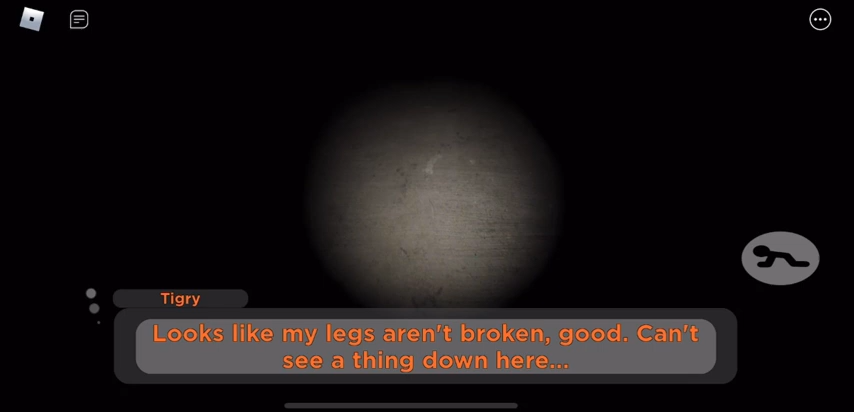 Tigry
Looks like my legs aren't broken, good. Can't
see a thing down here...